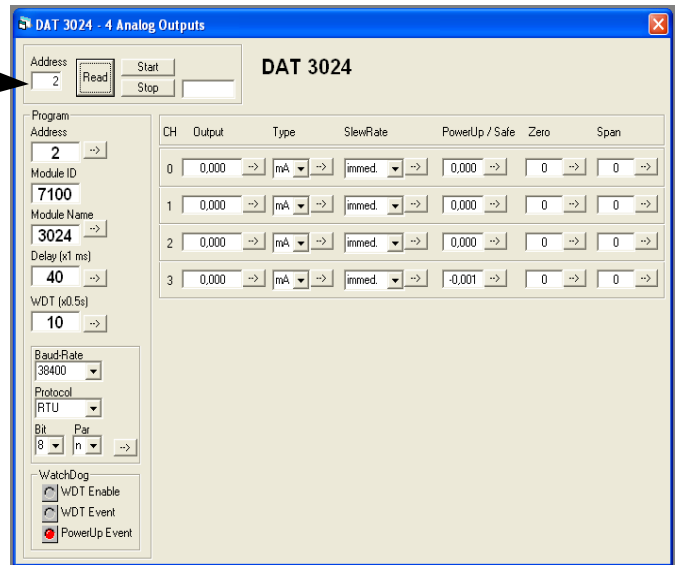 DAT 3024 - 4 Analog Outputs
Address
2 Read Start
Stop
DAT 3024
Program
Address
2 -->
Module ID
7100
Module Name
3024 -->
Delay (x1 ms)
40 -->
WDT (x0.5s)
10 -->
Baud-Rate
38400
Protocol
RTU
Bit Par
8 n -->
WatchDog
WDT Enable
WDT Event
PowerUp Event
CH Output Type SlewRate PowerUp / Safe Zero Span
0 0,000 --> mA --> immed. --> 0,000 --> 0 --> 0 -->
1 0,000 --> mA --> immed. --> 0,000 --> 0 --> 0 -->
2 0,000 --> mA --> immed. --> 0,000 --> 0 --> 0 -->
3 0,000 --> mA --> immed. --> -0,001 --> 0 --> 0 -->